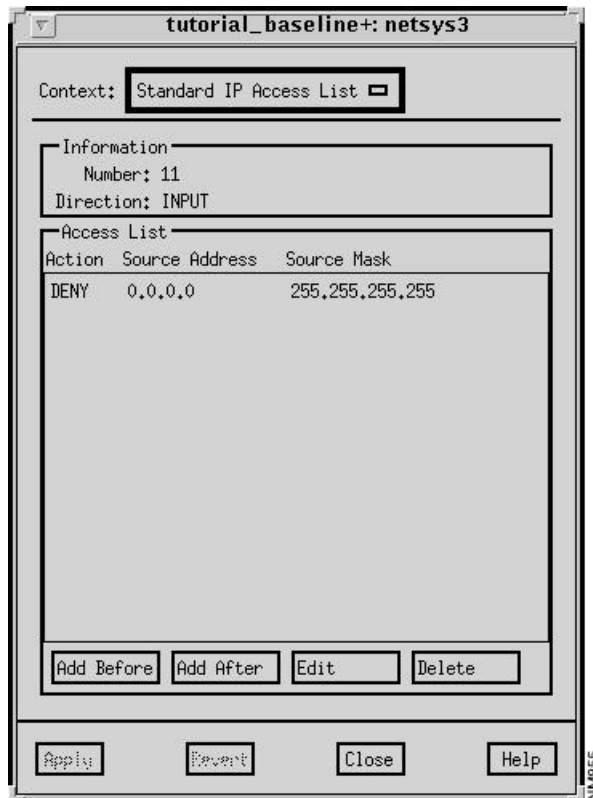 tutorial_baseline+: netsys3
Context: Standard IP Access List
Information
Number: 11
Direction: INPUT
Access List
Action Source Address Source Mask
DENY 0.0.0.0 255.255.255.255
Add Before Add After Edit Delete
Apply Revert Close Help